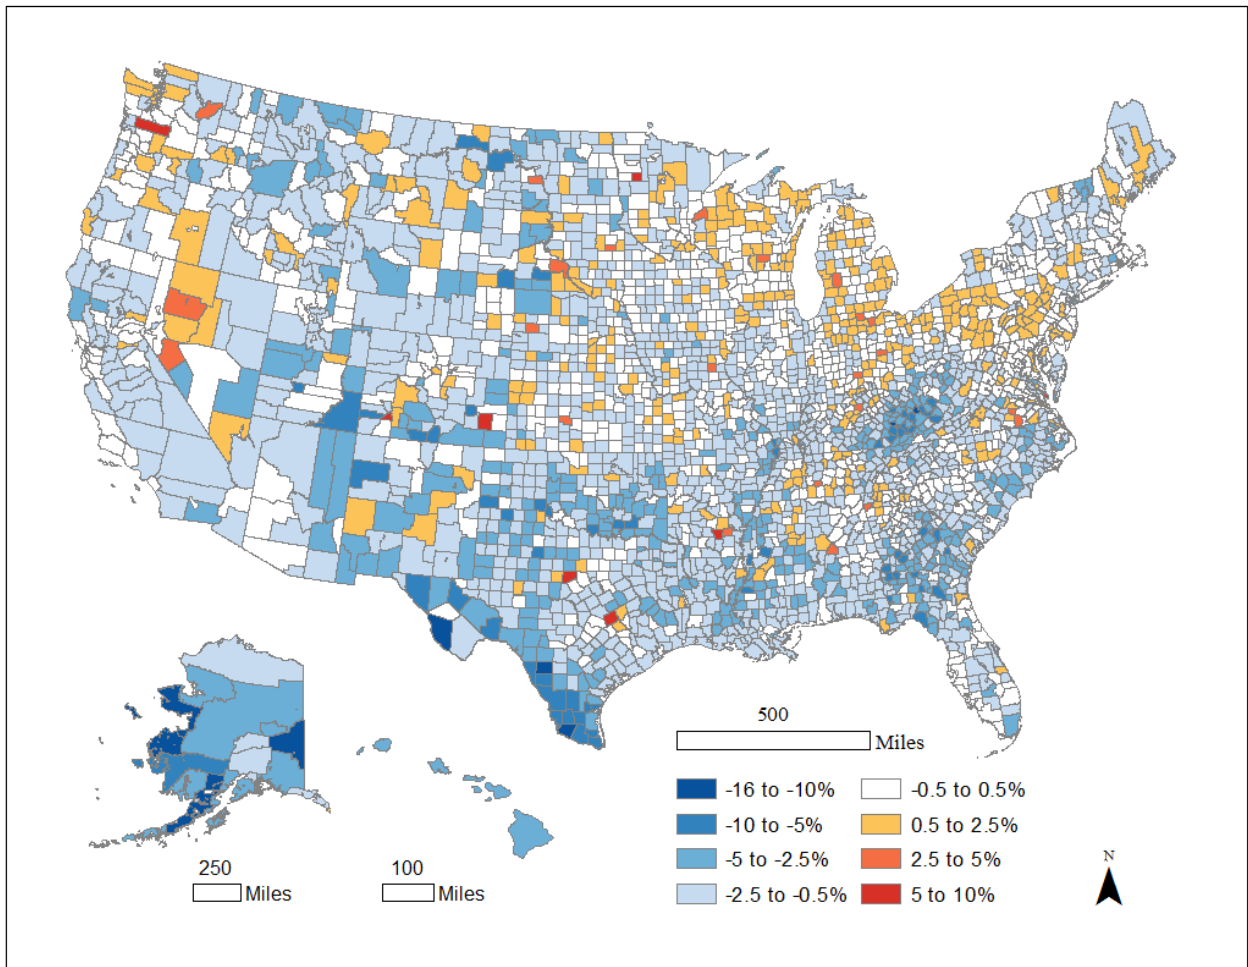 500
Miles
-16 to -10%
-0.5 to 0.5%
-10 to -5%
0.5 to 2.5%
-5 to -2.5%
2.5 to 5%
-2.5 to -0.5%
5 to 10%
250
Miles
100
Miles
N